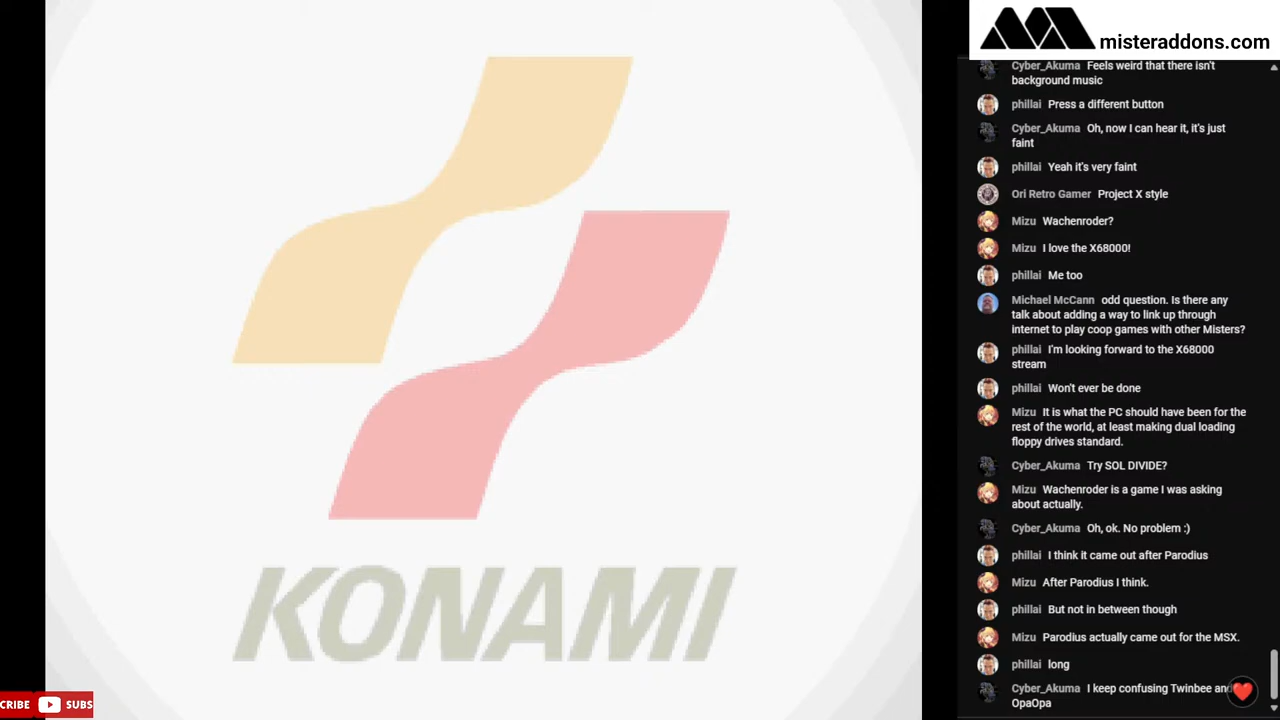 misteraddons.com
KONAMI
Cyber_Akuma Feels weird that there isn't
background music
phillai Press a different button
Cyber_Akuma Oh, now I can hear it, it's just
faint
phillai Yeah it's very faint
Ori Retro Gamer Project X style
Mizu Wachenroder?
Mizu I love the X68000!
phillai Me too
Michael McCann odd question. Is there any
talk about adding a way to link up through
internet to play coop games with other Misters?
phillai I'm looking forward to the X68000
stream
phillai Won't ever be done
Mizu It is what the PC should have been for the
rest of the world, at least making dual loading
floppy drives standard.
Cyber_Akuma Try SOL DIVIDE?
Mizu Wachenroder is a game I was asking
about actually.
Cyber_Akuma Oh, ok. No problem :)
phillai I think it came out after Parodius
Mizu After Parodius I think.
phillai But not in between though
Mizu Parodius actually came out for the MSX.
phillai long
Cyber_Akuma I keep confusing Twinbee and
OpaOpa
CRIBE SUBS